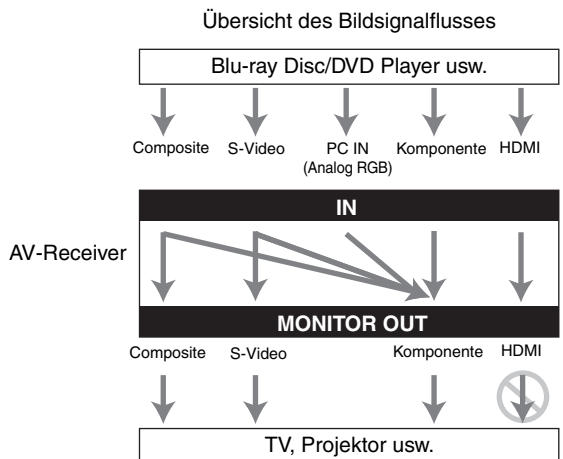 Übersicht des Bildsignalflusses
Blu-ray Disc/DVD Player usw.
Composite S-Video PC IN Komponente HDMI
(Analog RGB)
IN
AV-Receiver
MONITOR OUT
Composite S-Video Komponente HDMI
TV, Projektor usw.